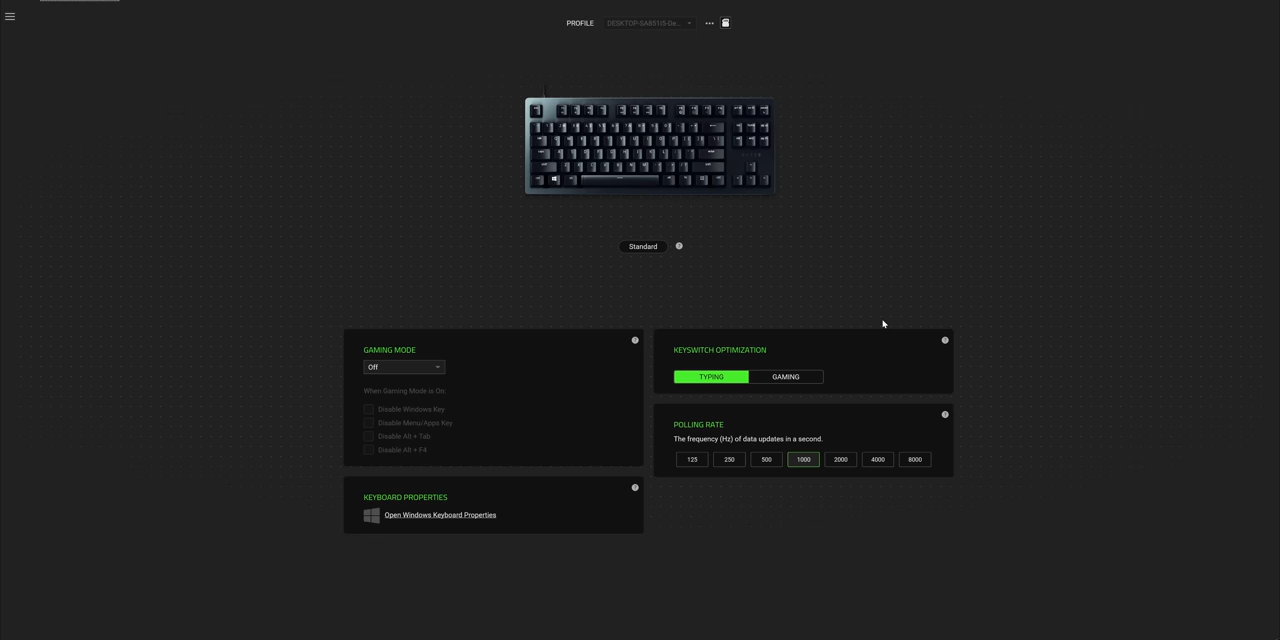 PROFILE DESKTOP-SA851I5-De...
Standard
GAMING MODE
Off
When Gaming Mode is On:
Disable Windows Key
Disable Menu/Apps Key
Disable Alt + Tab
Disable Alt + F4
KEYBOARD PROPERTIES
Open Windows Keyboard Properties
KEYSWITCH OPTIMIZATION
TYPING GAMING
POLLING RATE
The frequency (Hz) of data updates in a second.
125 250 500 1000 2000 4000 8000